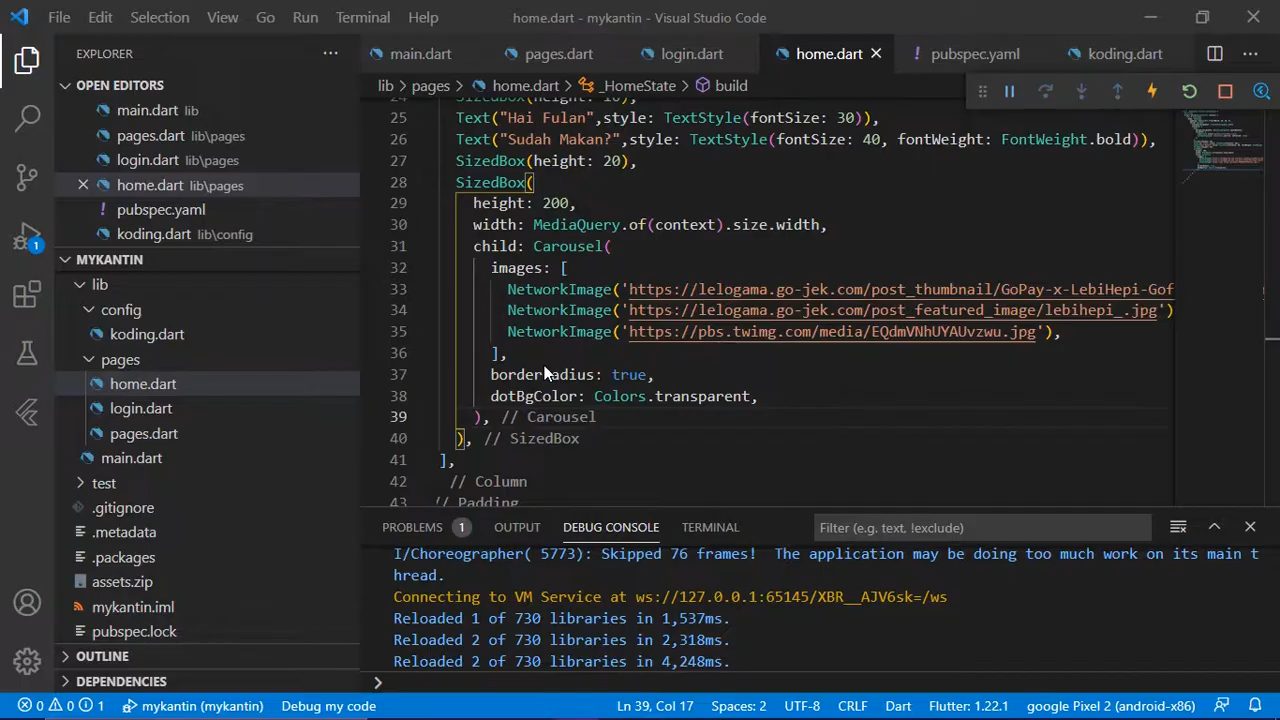 File Edit Selection View Go Run Terminal Help home.dart - mykantin - Visual Studio Code
EXPLORER
OPEN EDITORS
main.dart lib
pages.dart lib\pages
login.dart lib\pages
home.dart lib\pages
pubspec.yaml
koding.dart lib\config
MYKANTIN
lib
config
koding.dart
pages
home.dart
login.dart
pages.dart
main.dart
test
.gitignore
.metadata
.packages
assets.zip
mykantin.iml
pubspec.lock
OUTLINE
DEPENDENCIES
1
main.dart pages.dart login.dart home.dart pubspec.yaml koding.dart
lib pages home.dart _HomeState build
24 SizedBox(height: 10),
25 Text("Hai Fulan",style: TextStyle(fontSize: 30)),
26 Text("Sudah Makan?",style: TextStyle(fontSize: 40, fontWeight: FontWeight.bold)),
27 SizedBox(height: 20),
28 SizedBox(
29 height: 200,
30 width: MediaQuery.of(context).size.width,
31 child: Carousel(
32 images: [
33 NetworkImage('https://lelogama.go-jek.com/post_thumbnail/GoPay-x-LebiHepi-Gof
34 NetworkImage('https://lelogama.go-jek.com/post_featured_image/lebihepi_.jpg')
35 NetworkImage('https://pbs.twimg.com/media/EQdmVNhUYAUvzwu.jpg'),
36 ],
37 borderRadius: true,
38 dotBgColor: Colors.transparent,
39 ), // Carousel
40 ), // SizedBox
41 ],
42 // Column
43 // Padding
PROBLEMS 1 OUTPUT DEBUG CONSOLE TERMINAL Filter (e.g. text, !exclude)
I/Choreographer( 5773): Skipped 76 frames! The application may be doing too much work on its main t
hread.
Connecting to VM Service at ws://127.0.0.1:65145/XBR__AJV6sk=/ws
Reloaded 1 of 730 libraries in 1,537ms.
Reloaded 2 of 730 libraries in 2,318ms.
Reloaded 2 of 730 libraries in 4,248ms.
0 0 1 mykantin (mykantin) Debug my code Ln 39, Col 17 Spaces: 2 UTF-8 CRLF Dart Flutter: 1.22.1 google Pixel 2 (android-x86)